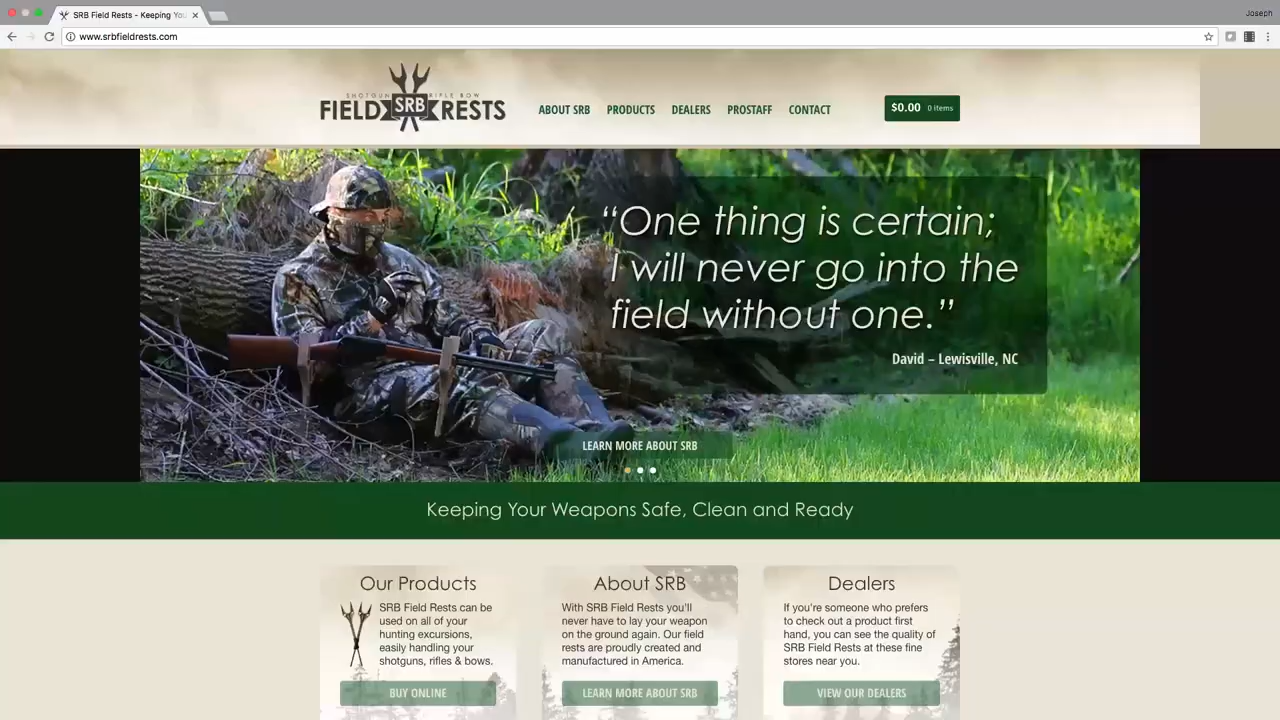 SRB Field Rests - Keeping You
Joseph
www.srbfieldrests.com
SHOTGUN RIFLE BOW
FIELD SRB RESTS
ABOUT SRB PRODUCTS DEALERS PROSTAFF CONTACT
$0.00 0 items
“One thing is certain;
I will never go into the
field without one.”
David – Lewisville, NC
LEARN MORE ABOUT SRB
Keeping Your Weapons Safe, Clean and Ready
Our Products
SRB Field Rests can be
used on all of your
hunting excursions,
easily handling your
shotguns, rifles & bows.
BUY ONLINE
About SRB
With SRB Field Rests you'll
never have to lay your weapon
on the ground again. Our field
rests are proudly created and
manufactured in America.
LEARN MORE ABOUT SRB
Dealers
If you're someone who prefers
to check out a product first
hand, you can see the quality of
SRB Field Rests at these fine
stores near you.
VIEW OUR DEALERS